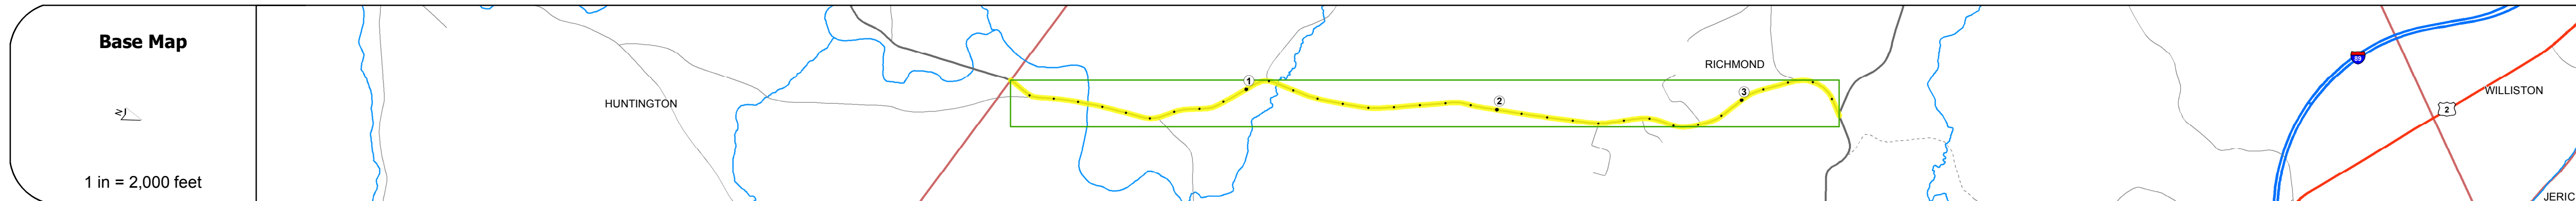 Base Map
N
1 in = 2,000 feet
HUNTINGTON
1
2
RICHMOND
3
89
2
WILLISTON
JERIC